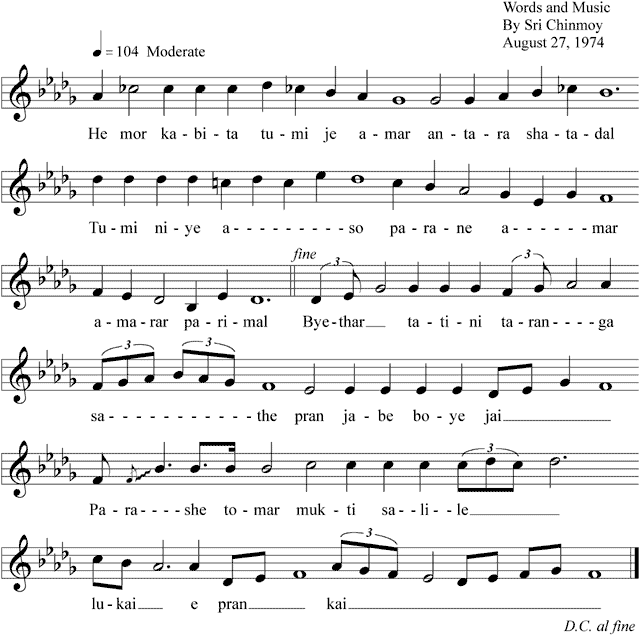 Words and Music
By Sri Chinmoy
August 27, 1974
= 104 Moderate
He mor ka - bi - ta tu - mi je a - mar an - ta - ra sha - ta - dal
Tu - mi ni - ye a - - - - - - - - - so pa - ra - ne a - - - - - mar
fine
3 3
a - ma - rar pa - ri - mal Bye - thar ta - ti - ni ta - ran - - ga
3 3
sa - - - - - - - - - - - - - the pran ja - be bo - ye jai
3
Pa - ra - - - - she to - mar muk - ti sa - li - le
3
lu - kai e pran kai
D.C. al fine